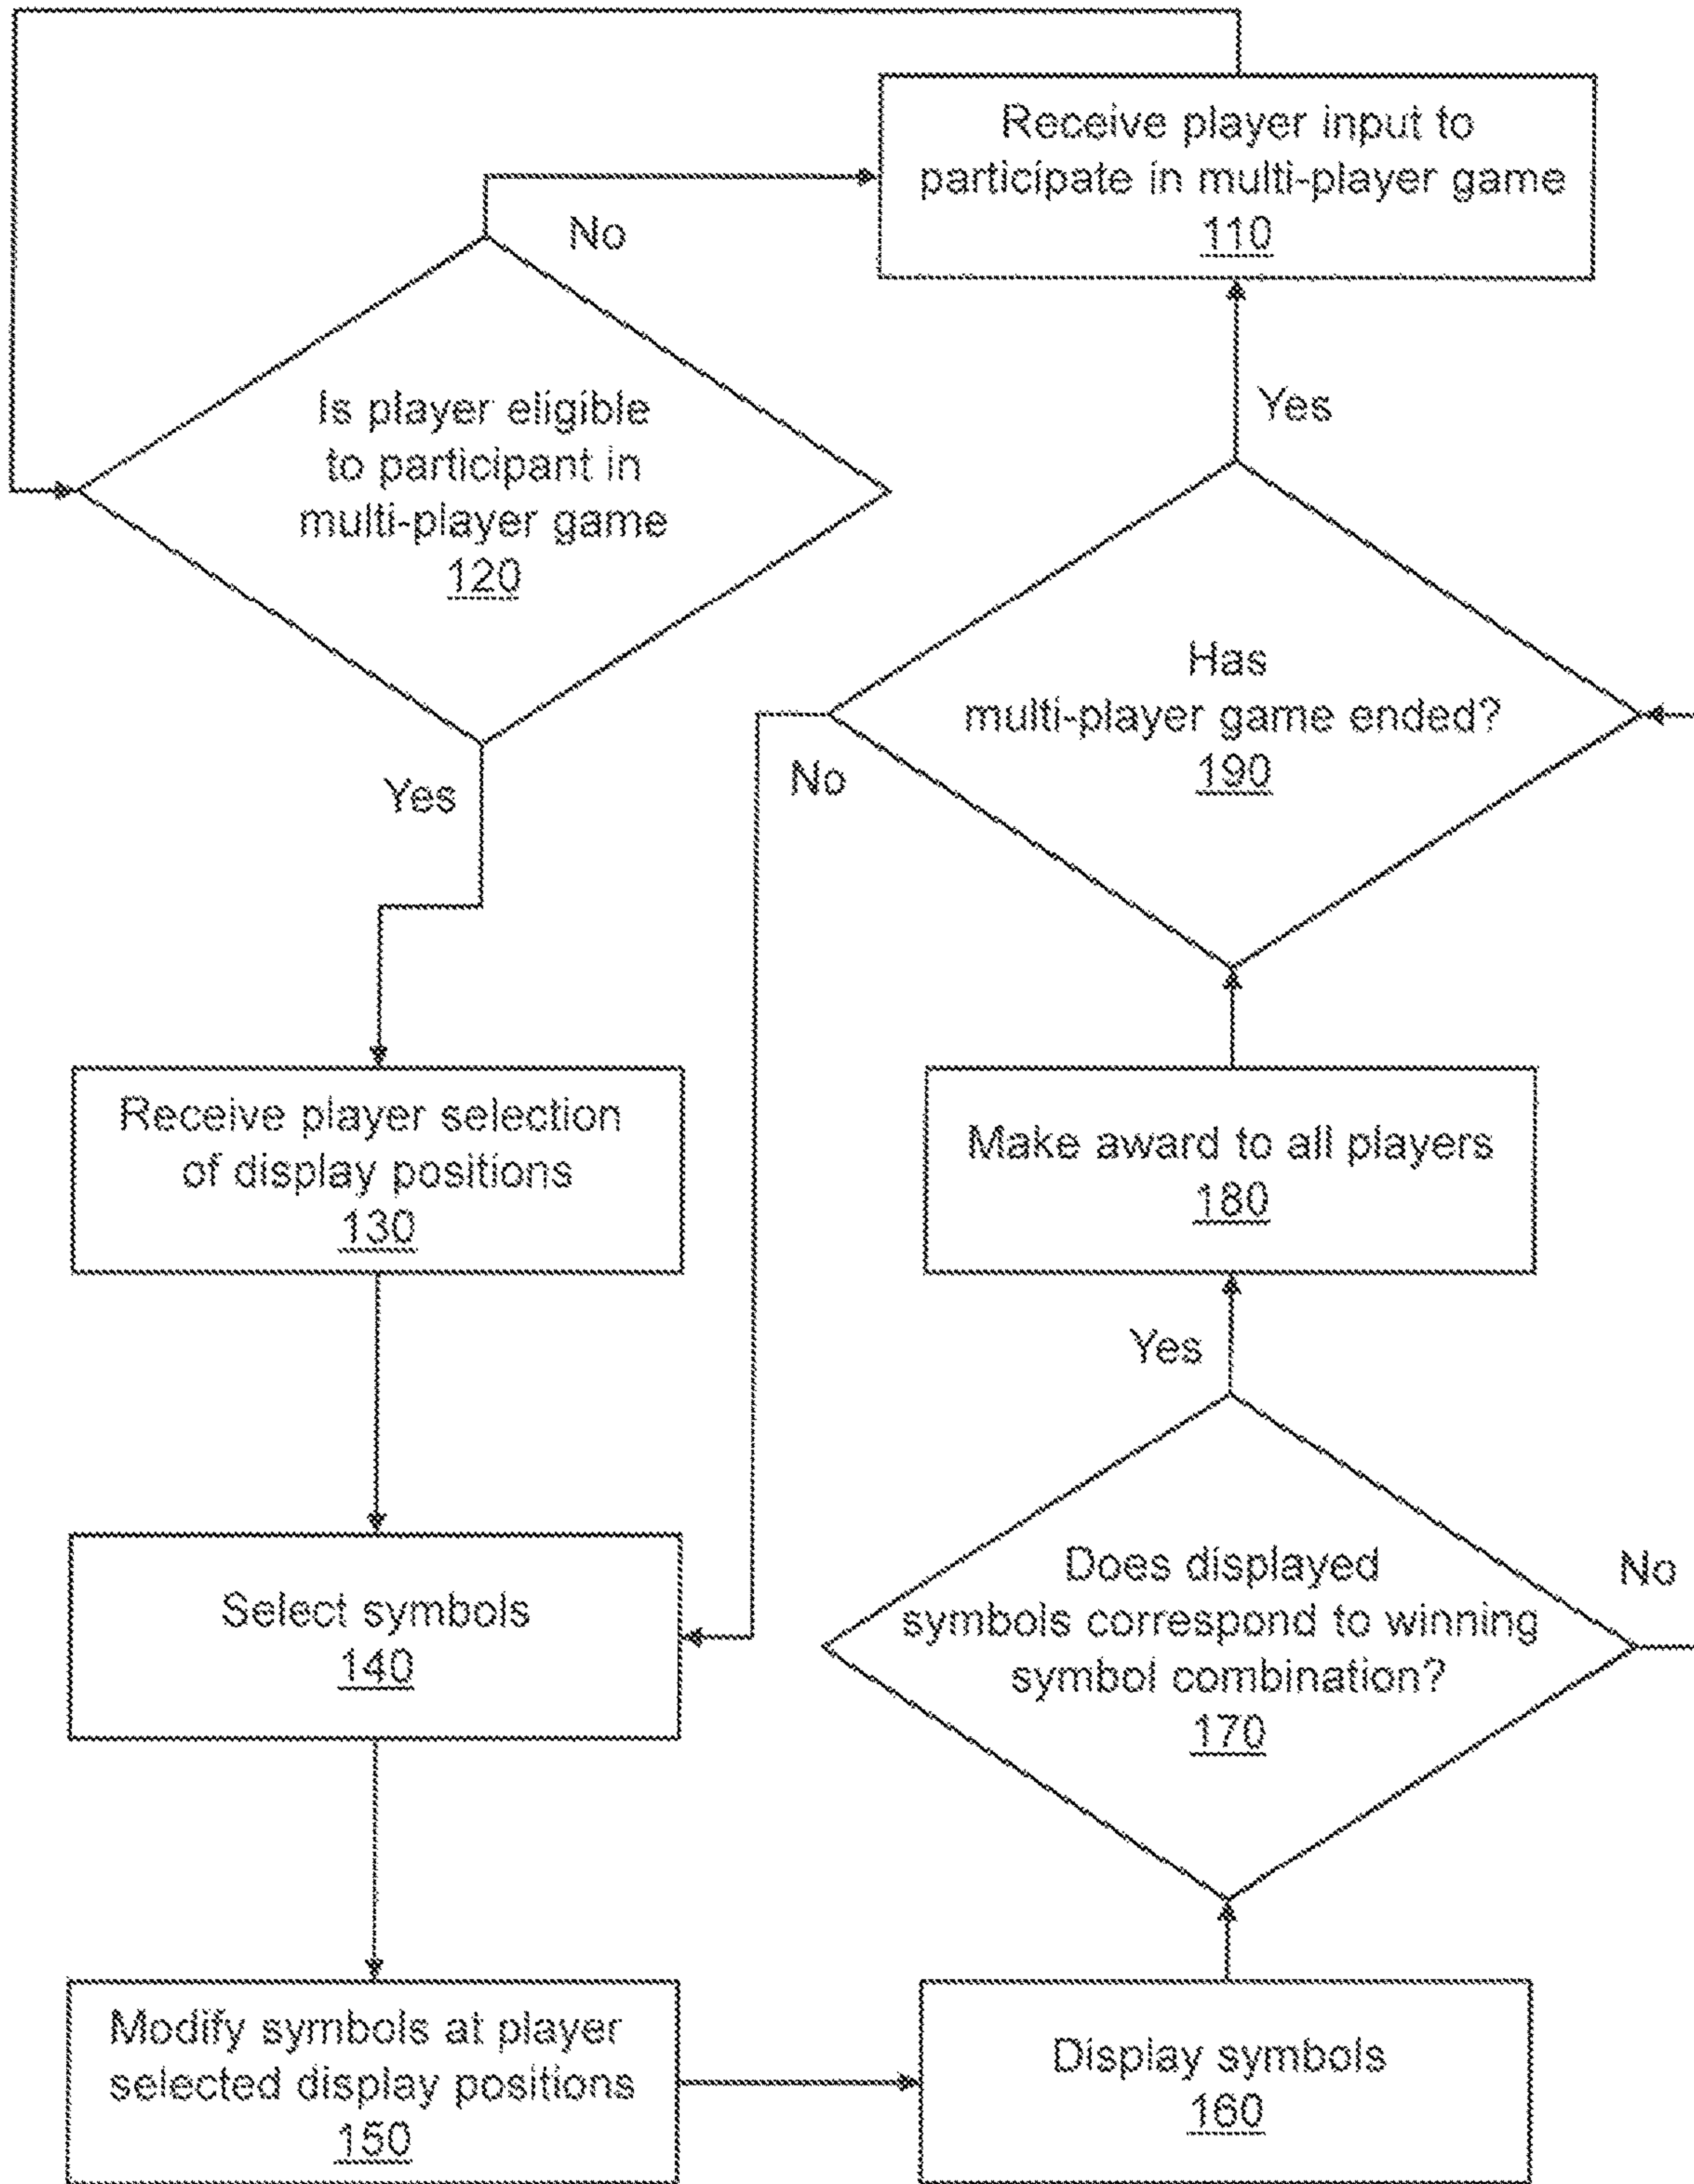 Receive player input to
participate in multi-player game
110
No
Is player eligible
to participant in
multi-player game
120
Yes
Yes
Has
multi-player game ended?
190
No
Receive player selection
of display positions
130
Make award to all players
180
Yes
Select symbols
140
Does displayed
symbols correspond to winning
symbol combination?
170
No
Modify symbols at player
selected display positions
150
Display symbols
160